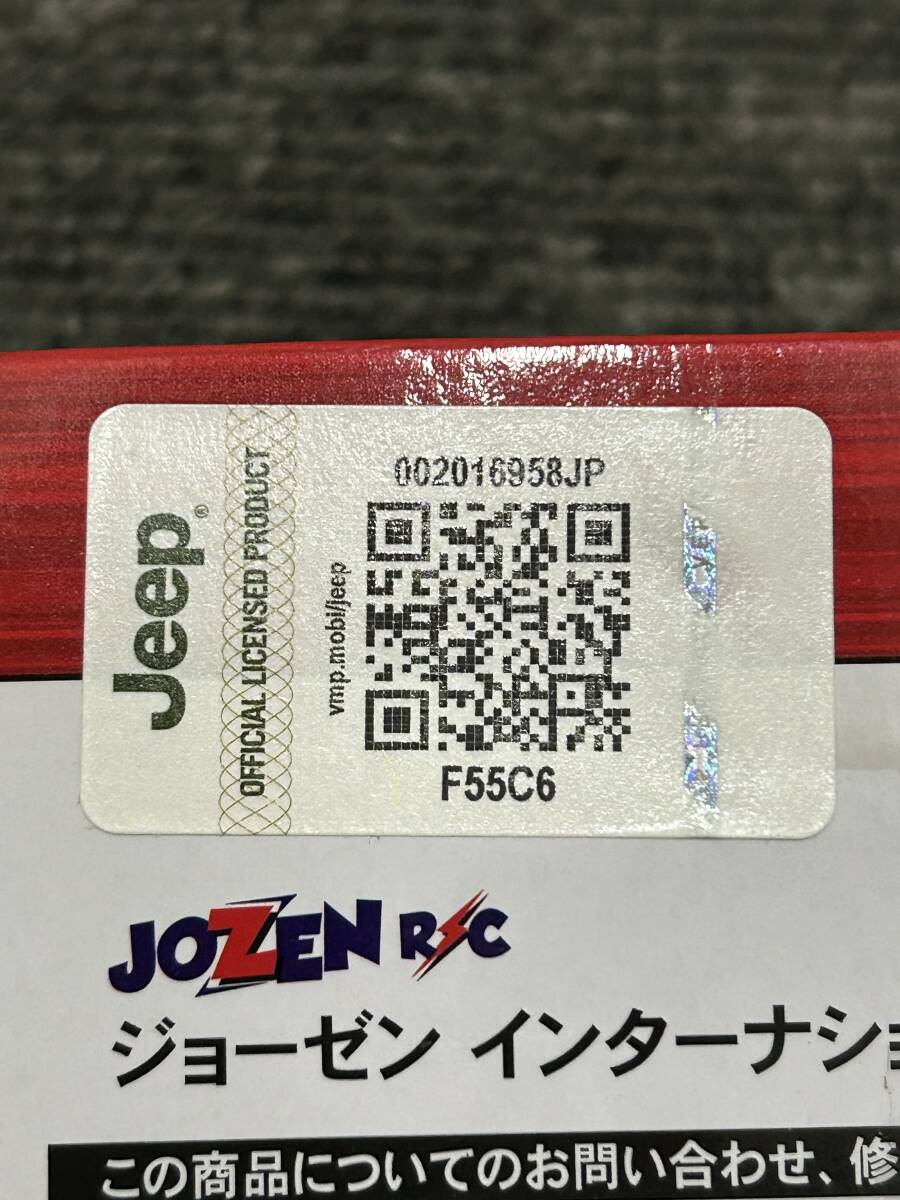 Jeep®
OFFICIAL LICENSED PRODUCT
vmp.mobi/jeep
002016958JP
F55C6
JOZEN R/C
ジョーゼン インターナショ
この商品についてのお問い合わせ、修